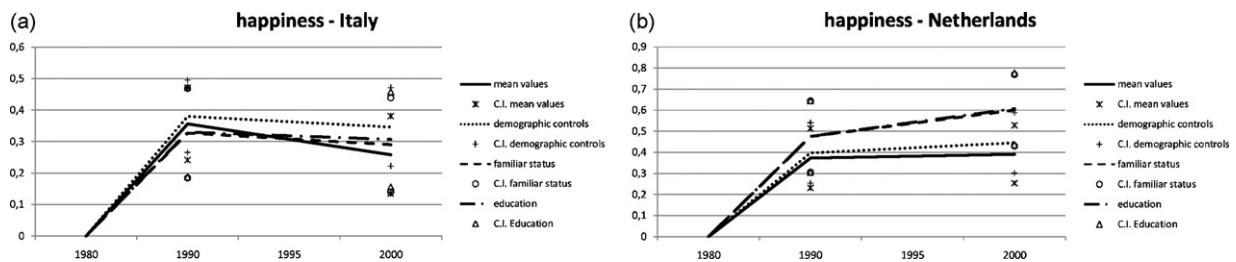 (a)
happiness - Italy
0,6
0,5
0,4
0,3
0,2
0,1
0
1980 1990 1995 2000
mean values
C.I. mean values
demographic controls
C.I. demographic controls
familiar status
C.I. familiar status
education
C.I. Education
(b)
happiness - Netherlands
0,9
0,8
0,7
0,6
0,5
0,4
0,3
0,2
0,1
0
1980 1990 1995 2000
mean values
C.I. mean values
demographic controls
C.I. demographic controls
familiar status
C.I. familiar status
education
C.I. Education